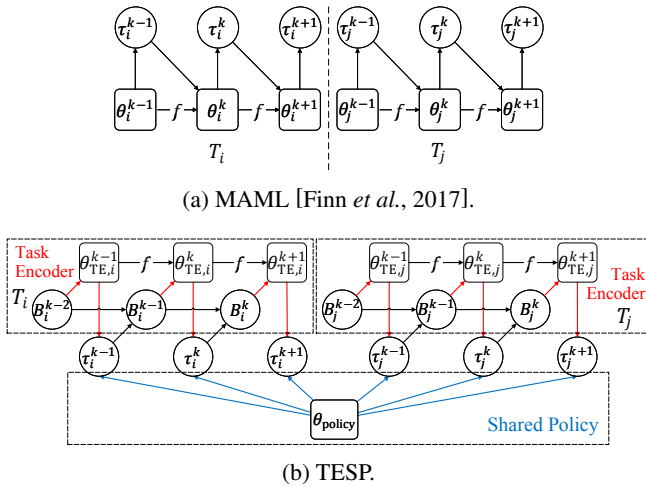 τ_i^{k-1} τ_i^k τ_i^{k+1} τ_j^{k-1} τ_j^k τ_j^{k+1}
θ_i^{k-1} f θ_i^k f θ_i^{k+1} θ_j^{k-1} f θ_j^k f θ_j^{k+1}
T_i T_j
(a) MAML [Finn et al., 2017].
Task
Encoder
T_i
θ_{TE,i}^{k-1} f θ_{TE,i}^k f θ_{TE,i}^{k+1}
B_i^{k-2} B_i^{k-1} B_i^k
θ_{TE,j}^{k-1} f θ_{TE,j}^k f θ_{TE,j}^{k+1}
B_j^{k-2} B_j^{k-1} B_j^k
Task
Encoder
T_j
τ_i^{k-1} τ_i^k τ_i^{k+1} τ_j^{k-1} τ_j^k τ_j^{k+1}
θ_policy
Shared Policy
(b) TESP.